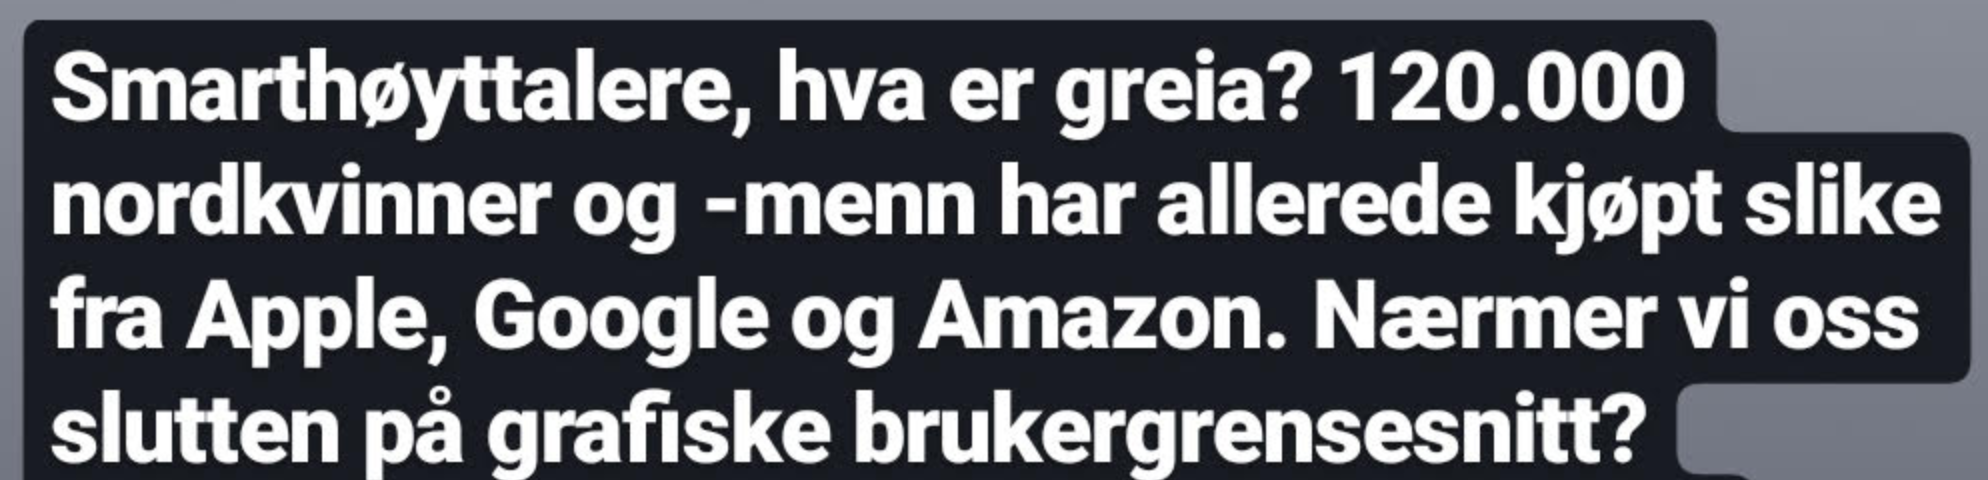 Smarthøyttalere, hva er greia? 120.000
nordkvinner og -menn har allerede kjøpt slike
fra Apple, Google og Amazon. Nærmer vi oss
slutten på grafiske brukergrensesnitt?